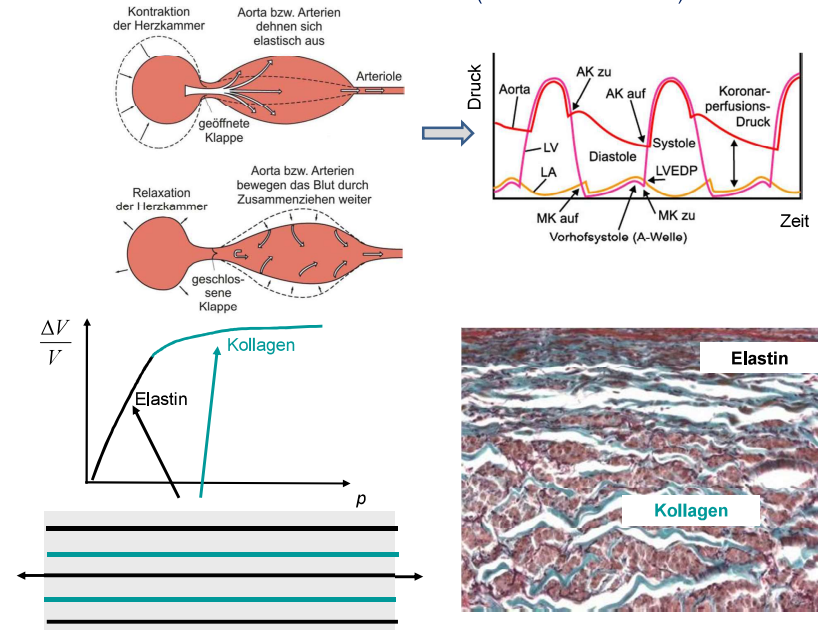 Kontraktion
der Herzkammer
Aorta bzw. Arterien
dehnen sich
elastisch aus
Arteriole
geöffnete
Klappe
Relaxation
der Herzkammer
Aorta bzw. Arterien
bewegen das Blut durch
Zusammenziehen weiter
geschlos-
sene
Klappe
Druck
Aorta
AK zu
AK auf
Koronar-
perfusions-
Druck
LV
LA
Diastole
Systole
LVEDP
MK auf
MK zu
Vorhofsystole (A-Welle)
Zeit
ΔV
V
Kollagen
Elastin
p
Elastin
Kollagen